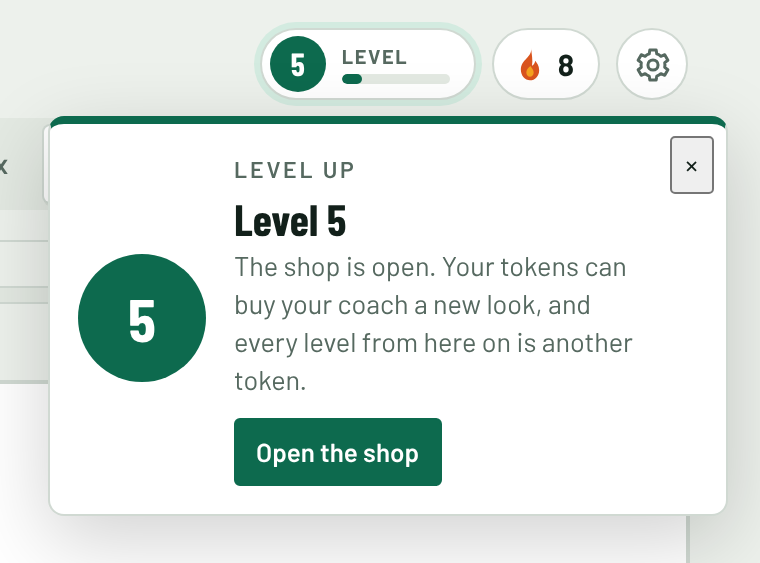 5 LEVEL 8
x
LEVEL UP
×
Level 5
The shop is open. Your tokens can
buy your coach a new look, and
5
every level from here on is another
token.
Open the shop